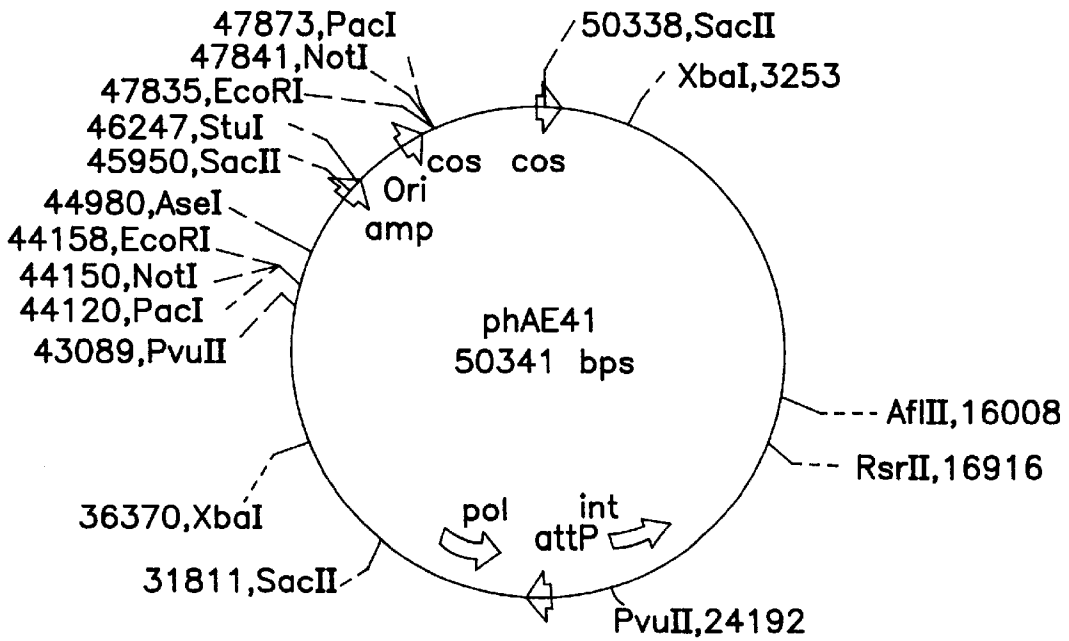 47873,PacI
47841,NotI
47835,EcoRI
46247,StuI
45950,SacII
44980,AseI
44158,EcoRI
44150,NotI
44120,PacI
43089,PvuII
50338,SacII
XbaI,3253
cos cos
Ori
amp
phAE41
50341 bps
AflII,16008
RsrII,16916
36370,XbaI
31811,SacII
pol
int
attP
PvuII,24192